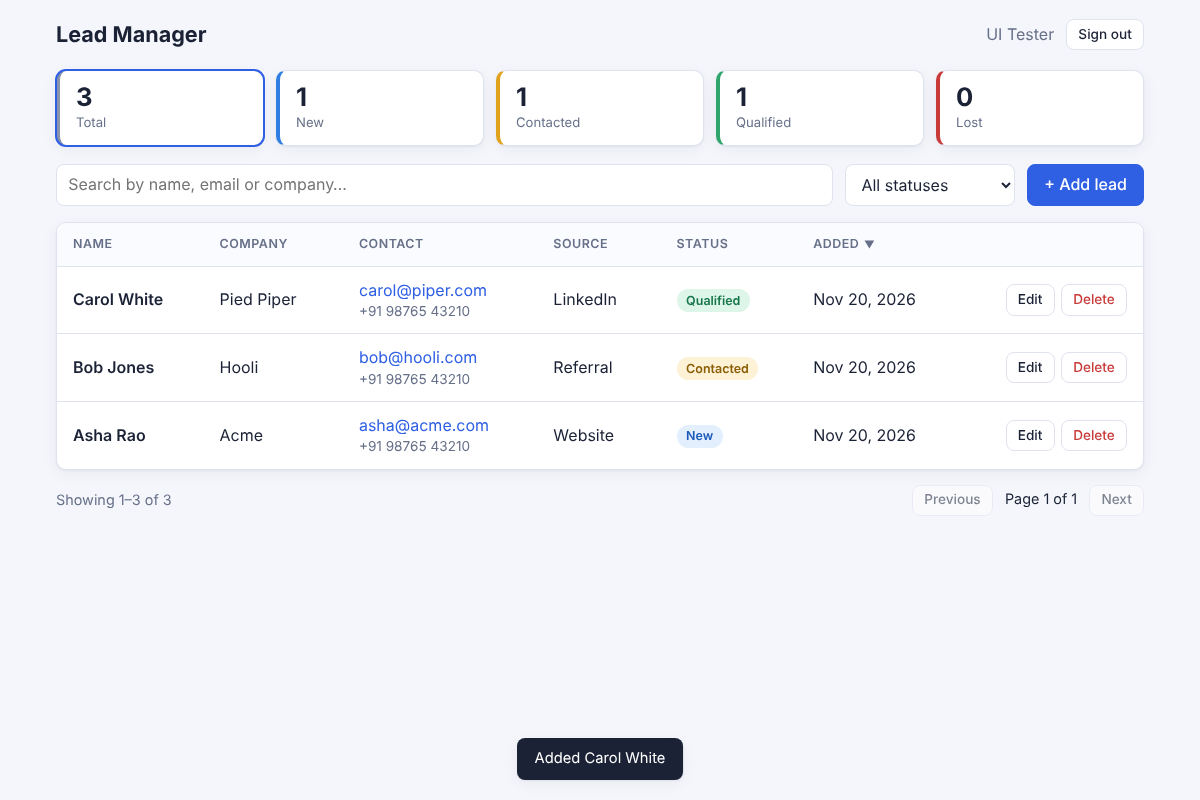 Lead Manager
UI Tester
Sign out
3
Total
1
New
1
Contacted
1
Qualified
0
Lost
Search by name, email or company...
All statuses
+ Add lead
NAME COMPANY CONTACT SOURCE STATUS ADDED ▼
Carol White Pied Piper carol@piper.com LinkedIn Qualified Nov 20, 2026 Edit Delete
+91 98765 43210
Bob Jones Hooli bob@hooli.com Referral Contacted Nov 20, 2026 Edit Delete
+91 98765 43210
Asha Rao Acme asha@acme.com Website New Nov 20, 2026 Edit Delete
+91 98765 43210
Showing 1–3 of 3
Previous Page 1 of 1 Next
Added Carol White